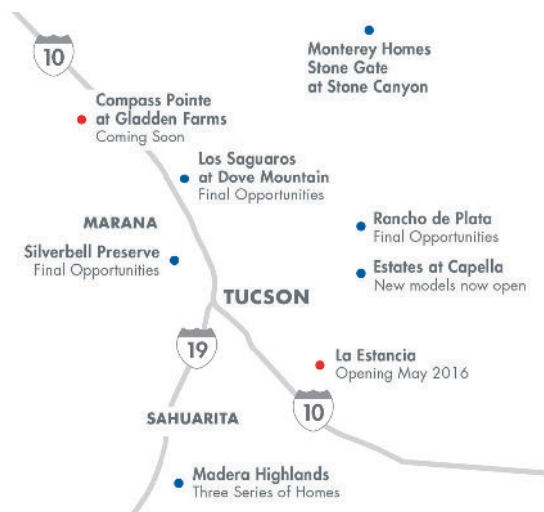 10
Monterey Homes
Stone Gate
at Stone Canyon
Compass Pointe
at Gladden Farms
Coming Soon
Los Saguaros
at Dove Mountain
Final Opportunities
MARANA
Rancho de Plata
Final Opportunities
Silverbell Preserve
Final Opportunities
Estates at Capella
New models now open
TUCSON
19
La Estancia
Opening May 2016
10
SAHUARITA
Madera Highlands
Three Series of Homes